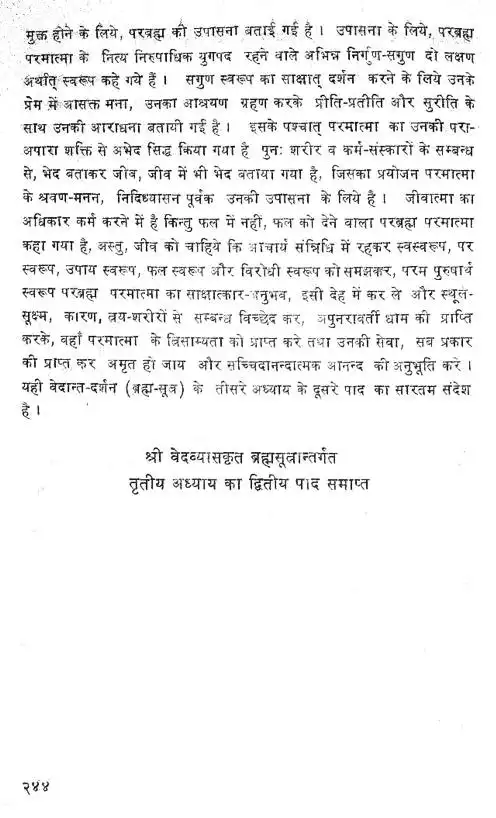 मुक्त होने के लिये, परब्रह्म की उपासना बताई गई है । उपासना के लिये, परब्रह्म
परमात्मा के नित्य निरुपाधिक युगपद रहने वाले अभिन्न निर्गुण-सगुण दो लक्षण
अर्थात् स्वरूप कहे गये हैं । सगुण स्वरूप का साक्षात् दर्शन करने के लिये उनके
प्रेम में आसक्त मना, उनका आश्रयण ग्रहण करके प्रीति-प्रतीति और सुरीति के
साथ उनकी आराधना बतायी गई है । इसके पश्चात् परमात्मा का उनकी परा-
अपरा शक्ति से अभेद सिद्ध किया गया है पुनः शरीर व कर्म-संस्कारों के सम्बन्ध
से, भेद बताकर जीव, जीव में भी भेद बताया गया है, जिसका प्रयोजन परमात्मा
के श्रवण-मनन, निदिध्यासन पूर्वक उनकी उपासना के लिये है । जीवात्मा का
अधिकार कर्म करने में है किन्तु फल में नहीं, फल को देने वाला परब्रह्म परमात्मा
कहा गया है, अस्तु, जीव को चाहिये कि आचार्य सन्निधि में रहकर स्वस्वरूप, पर
स्वरूप, उपाय स्वरूप, फल स्वरूप और विरोधी स्वरूप को समझकर, परम पुरुषार्थ
स्वरूप परब्रह्म परमात्मा का साक्षात्कार-अनुभव, इसी देह में कर ले और स्थूल-
सूक्ष्म, कारण, त्रय-शरीरों से सम्बन्ध विच्छेद कर, अपुनरावर्ती धाम की प्राप्ति
करके, वहाँ परमात्मा के त्रिसाम्यता को प्राप्त करे तथा उनकी सेवा, सब प्रकार
की प्राप्त कर अमृत हो जाय और सच्चिदानन्दात्मक आनन्द की अनुभूति करे ।
यही वेदान्त-दर्शन (ब्रह्म-सूत्र) के तीसरे अध्याय के दूसरे पाद का सारतम संदेश
है ।
श्री वेदव्यासकृत ब्रह्मसूत्रान्तर्गत
तृतीय अध्याय का द्वितीय पाद समाप्त
२४४